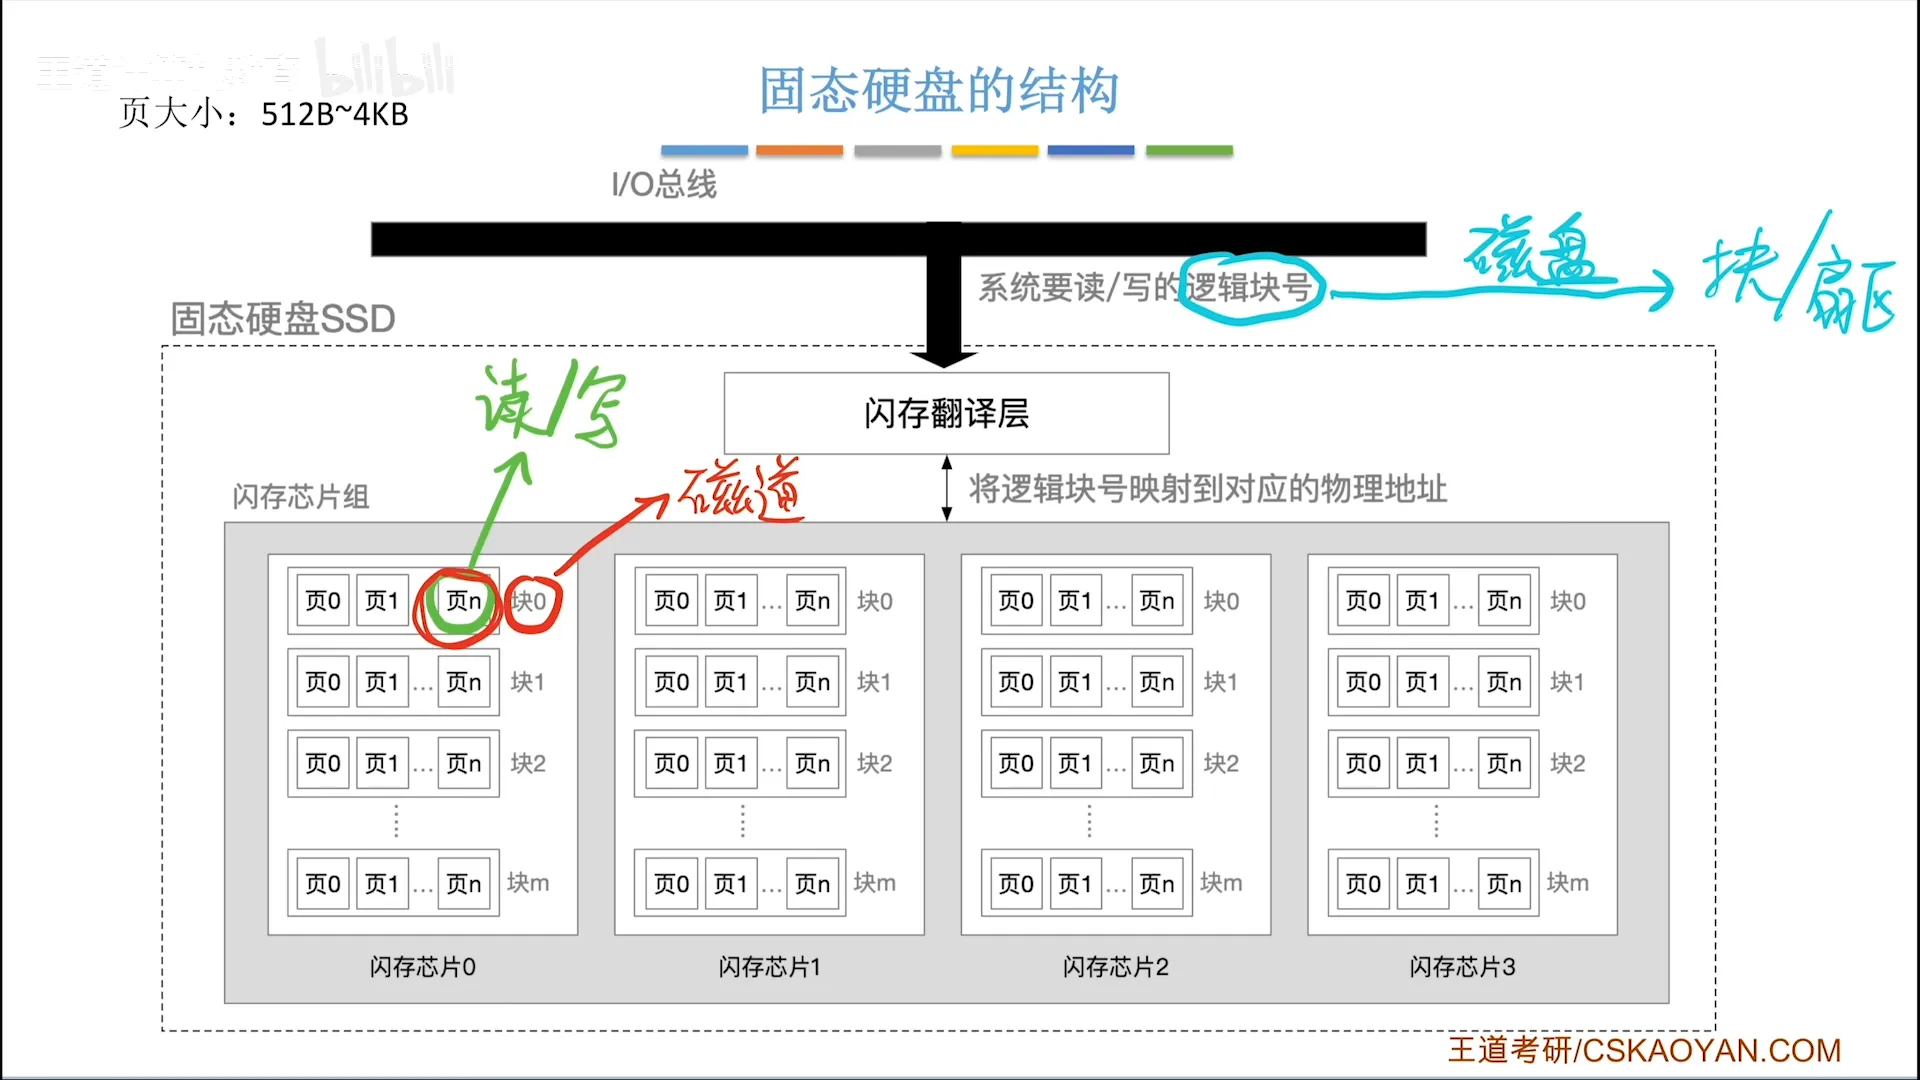 bilibili
固态硬盘的结构
页大小：512B~4KB
I/O总线
磁盘
块/扇区
系统要读/写的逻辑块号
固态硬盘SSD
读/写
闪存翻译层
磁道
闪存芯片组
将逻辑块号映射到对应的物理地址
页0 页1 页n 块0 页0 页1 ... 页n 块0 页0 页1 ... 页n 块0 页0 页1 ... 页n 块0
页0 页1 ... 页n 块1 页0 页1 ... 页n 块1 页0 页1 ... 页n 块1 页0 页1 ... 页n 块1
页0 页1 ... 页n 块2 页0 页1 ... 页n 块2 页0 页1 ... 页n 块2 页0 页1 ... 页n 块2
页0 页1 ... 页n 块m 页0 页1 ... 页n 块m 页0 页1 ... 页n 块m 页0 页1 ... 页n 块m
闪存芯片0 闪存芯片1 闪存芯片2 闪存芯片3
王道考研/CSKAOYAN.COM